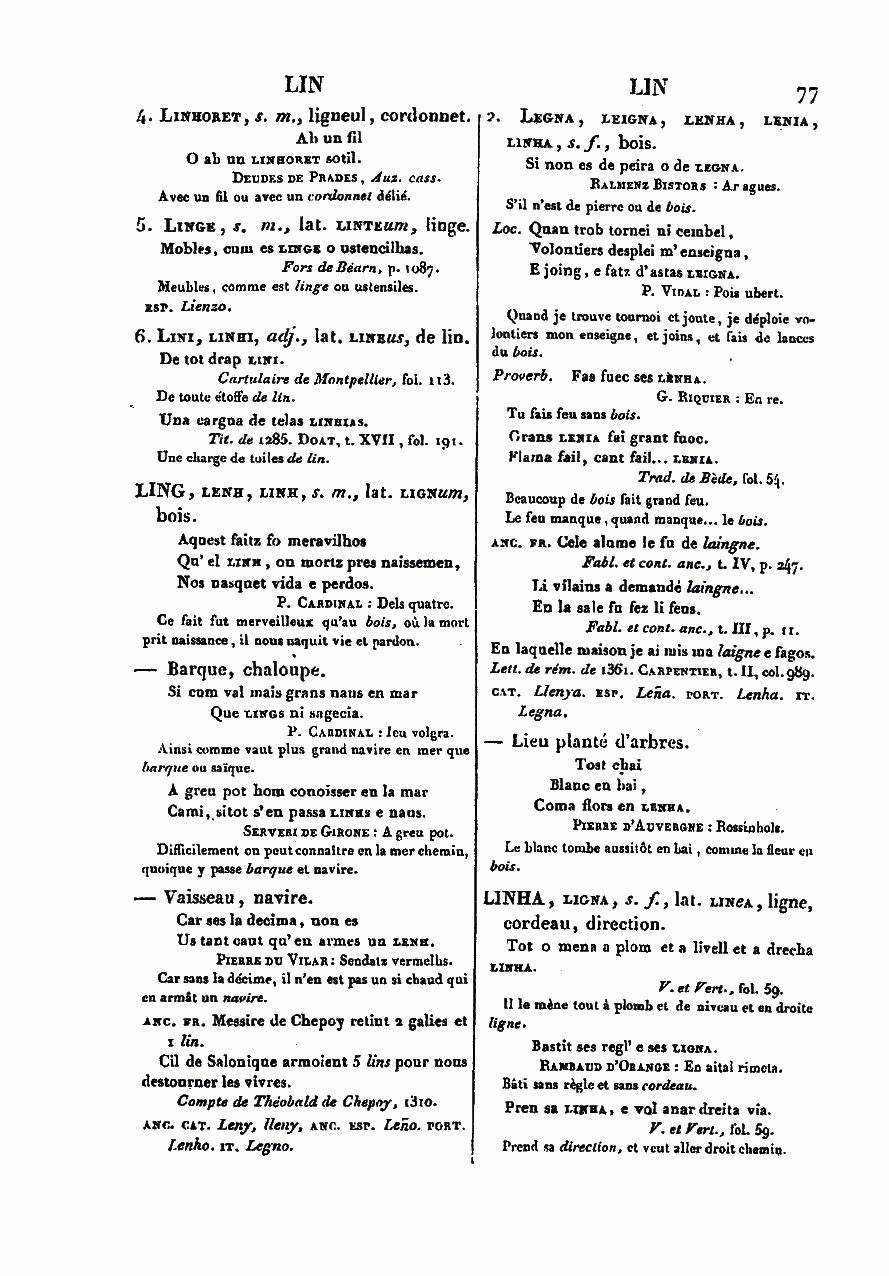 LIN
LIN
77
4. LINHORET, s. m., ligneul, cordonnet.
Ab un fil
O ab un LINHORET sotil.
DEUDES DE PRADES, Auz. cass.
Avec un fil ou avec un cordonnet délié.
5. LINGE, s. m., lat. LINTEum, linge.
Mobles, cum es LINGE o ustencilhas.
Fors de Béarn, p. 1087.
Meubles, comme est linge ou ustensiles.
ESP. Lienzo.
6. LINI, LINHI, adj., lat. LINEus, de lin.
De tot drap LINI.
Cartulaire de Montpellier, fol. 113.
De toute étoffe de lin.
Una cargua de telas LINHIAS.
Tit. de 1285. DOAT, t. XVII, fol. 191.
Une charge de toiles de lin.
LING, LENH, LINH, s. m., lat. LIGNum,
bois.
Aquest faitz fo meravilhos
Qu' el LINH, on mortz pres naissemen,
Nos nasquet vida e perdos.
P. CARDINAL : Dels quatre.
Ce fait fut merveilleux qu'au bois, où la mort
prit naissance, il nous naquit vie et pardon.
— Barque, chaloupe.
Si cum val mais grans naus en mar
Que LINGS ni sagecia.
P. CARDINAL : Ieu volgra.
Ainsi comme vaut plus grand navire en mer que
barque ou saïque.
A greu pot hom conoisser en la mar
Cami, sitot s'en passa LINHS e naus.
SERVERI DE GIRONE : A greu pot.
Difficilement on peut connaître en la mer chemin,
quoique y passe barque et navire.
— Vaisseau, navire.
Car ses la decima, non es
Us tant caut qu'en armes un LENH.
PIERRE DU VILAR : Sendatz vermelhs.
Car sans la décime, il n'en est pas un si chaud qui
en armât un navire.
ANC. FR. Messire de Chepoy retint 2 galies et
1 lin.
Cil de Salonique armoient 5 lins pour nous
destourner les vivres.
Compte de Théobald de Chepoy, 1310.
ANC. CAT. Leny, lleny, ANC. ESP. Leño. PORT.
Lenho. IT. Legno.
2. LEGNA, LEIGNA, LENHA, LENIA,
LINHA, s. f., bois.
Si non es de peira o de LEGNA.
RALMENZ BISTORS : Ar agues.
S'il n'est de pierre ou de bois.
Loc. Quan trob tornei ni cembel,
Volontiers desplei m'enseigna,
E joing, e fatz d'astas LEIGNA.
P. VIDAL : Pois ubert.
Quand je trouve tournoi et joute, je déploie vo-
lontiers mon enseigne, et joins, et fais de lances
du bois.
Proverb. Fas fuec ses LENHA.
G. RIQUIER : En re.
Tu fais feu sans bois.
Grans LENIA fai grant fuoc.
Flama fail, cant fail... LENIA.
Trad. de Bède, fol. 54.
Beaucoup de bois fait grand feu.
Le feu manque, quand manque... le bois.
ANC. FR. Cele alume le fu de laingne.
Fabl. et cont. anc., t. IV, p. 247.
Li vilains a demandé laingne...
En la sale fu fez li feus.
Fabl. et cont. anc., t. III, p. 11.
En laquelle maison je ai mis ma laigne e fagos.
Lett. de rém. de 1361. CARPENTIER, t. II, col. 989.
CAT. Llenya. ESP. Leña. PORT. Lenha. IT.
Legna.
— Lieu planté d'arbres.
Tost chai
Blanc en bai,
Coma flors en LENHA.
PIERRE D'AUVERGNE : Rossinhols.
Le blanc tombe aussitôt en bai, comme la fleur en
bois.
LINHA, LIGNA, s. f., lat. LINeA, ligne,
cordeau, direction.
Tot o mena a plom et a livell et a drecha
LINHA.
V. et Vert., fol. 59.
Il le mène tout à plomb et de niveau et en droite
ligne.
Bastit ses regl' e ses LIGNA.
RAMBAUD D'ORANGE : En aital rimeta.
Bâti sans règle et sans cordeau.
Pren sa LINHA, e vol anar dreita via.
V. et Vert., fol. 59.
Prend sa direction, et veut aller droit chemin.